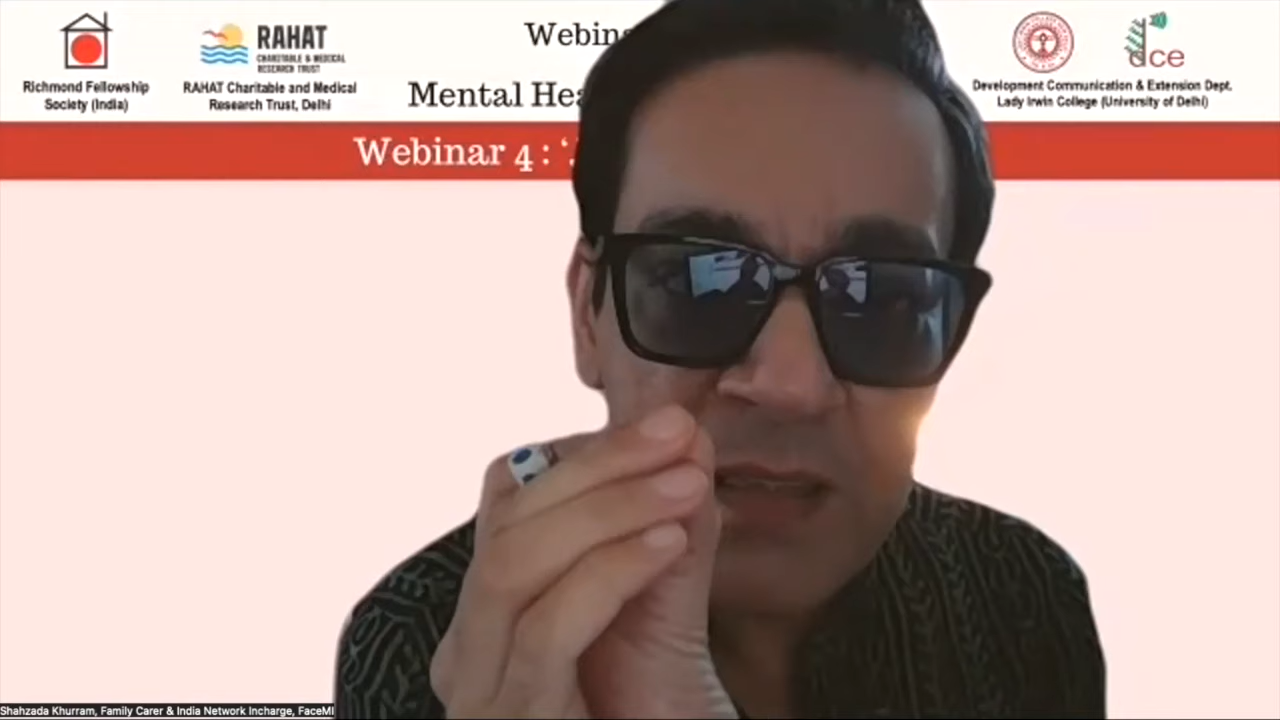 Richmond Fellowship
Society (India)
RAHAT
CHARITABLE & MEDICAL
RESEARCH TRUST
RAHAT Charitable and Medical
Research Trust, Delhi
Mental
dce
Development Communication & Extension Dept.
Lady Irwin College (University of Delhi)
Webinar 4 : ‘
Shahzada Khurram, Family Carer & India Network Incharge, FaceMI